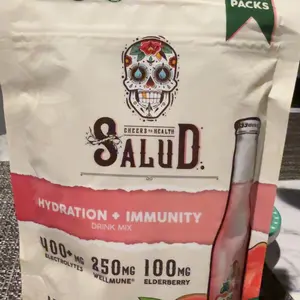 PACKS
CHEERS TO HEALTH
SALUD.
HYDRATION + IMMUNITY
DRINK MIX
400+ MG
ELECTROLYTES
250MG
WELLMUNE®
100MG
ELDERBERRY